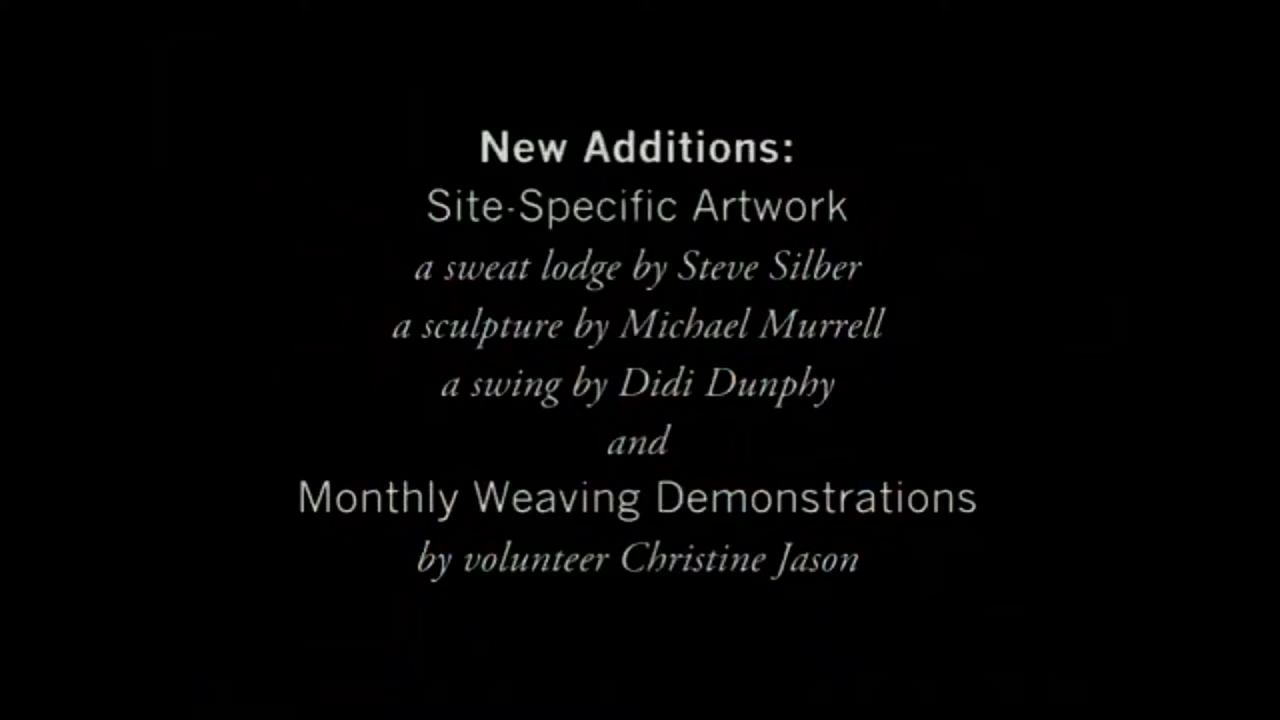 New Additions:
Site-Specific Artwork
a sweat lodge by Steve Silber
a sculpture by Michael Murrell
a swing by Didi Dunphy
and
Monthly Weaving Demonstrations
by volunteer Christine Jason